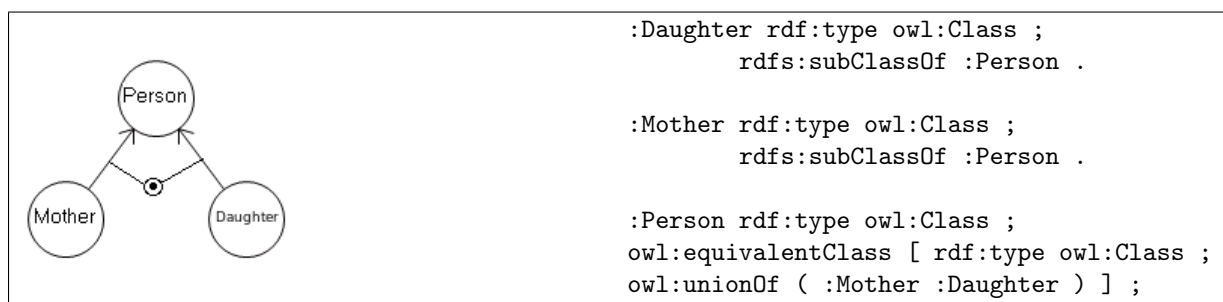 Person
Mother
Daughter
:Daughter rdf:type owl:Class ;
rdfs:subClassOf :Person .
:Mother rdf:type owl:Class ;
rdfs:subClassOf :Person .
:Person rdf:type owl:Class ;
owl:equivalentClass [ rdf:type owl:Class ;
owl:unionOf ( :Mother :Daughter ) ] ;